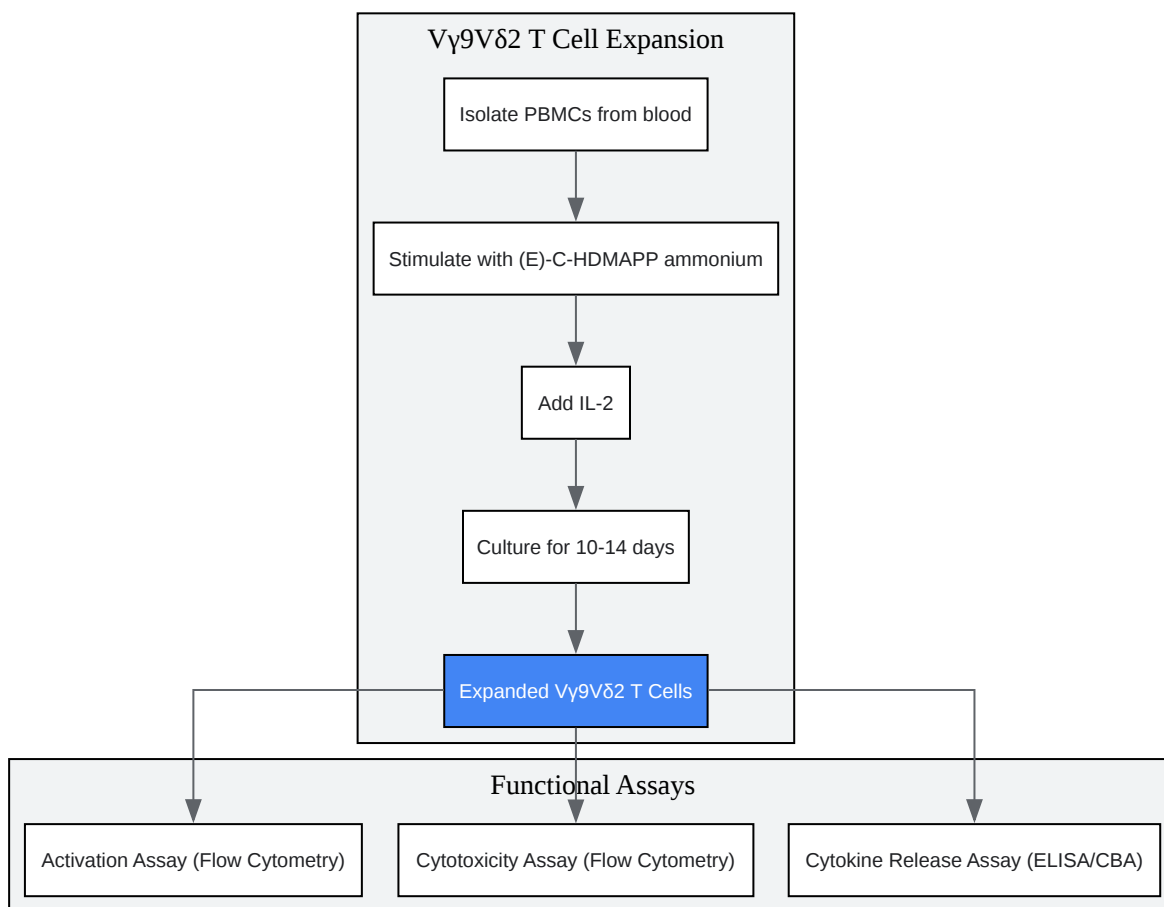 Vγ9Vδ2 T Cell Expansion
Isolate PBMCs from blood
Stimulate with (E)-C-HDMAPP ammonium
Add IL-2
Culture for 10-14 days
Expanded Vγ9Vδ2 T Cells
Functional Assays
Activation Assay (Flow Cytometry)
Cytotoxicity Assay (Flow Cytometry)
Cytokine Release Assay (ELISA/CBA)